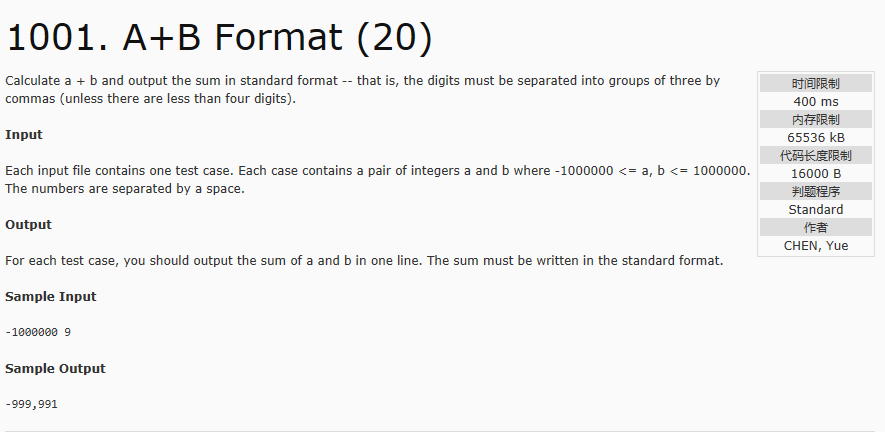 1001. A+B Format (20)
Calculate a + b and output the sum in standard format -- that is, the digits must be separated into groups of three by
commas (unless there are less than four digits).
时间限制
400 ms
内存限制
65536 kB
代码长度限制
16000 B
判题程序
Standard
作者
CHEN, Yue
Input
Each input file contains one test case. Each case contains a pair of integers a and b where -1000000 <= a, b <= 1000000.
The numbers are separated by a space.
Output
For each test case, you should output the sum of a and b in one line. The sum must be written in the standard format.
Sample Input
-1000000 9
Sample Output
-999,991